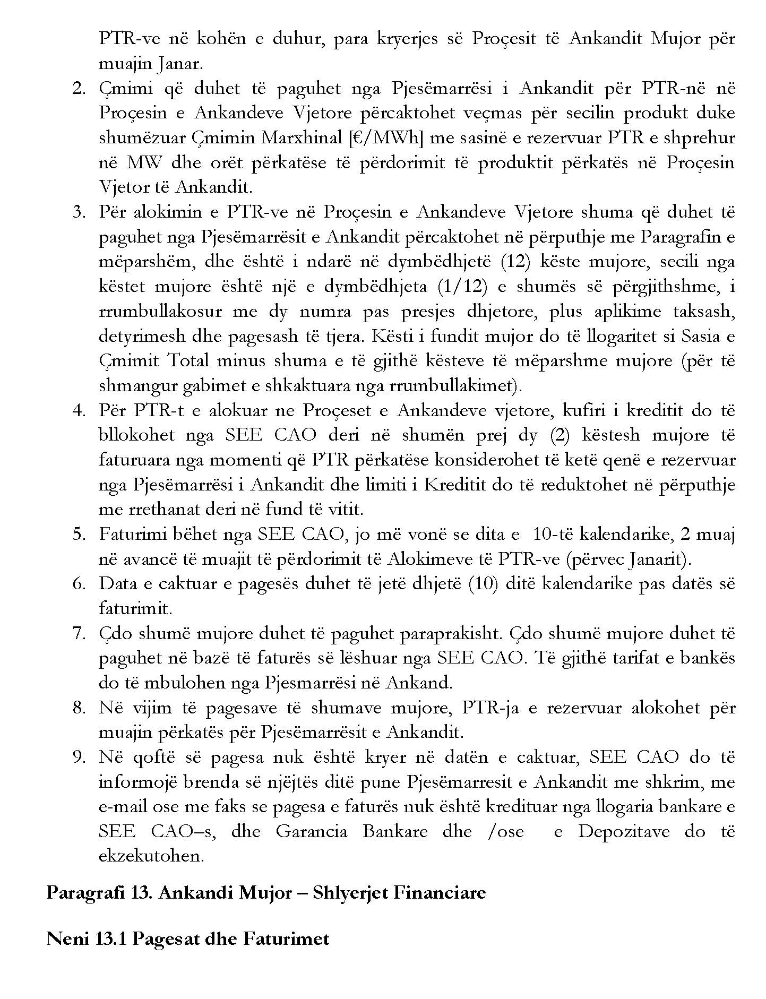 PTR-ve në kohën e duhur, para kryerjes së Proçesit të Ankandit Mujor për
muajin Janar.
2. Çmimi që duhet të paguhet nga Pjesëmarrësi i Ankandit për PTR-në në
Proçesin e Ankandeve Vjetore përcaktohet veçmas për secilin produkt duke
shumëzuar Çmimin Marxhinal [€/MWh] me sasinë e rezervuar PTR e shprehur
në MW dhe orët përkatëse të përdorimit të produktit përkatës në Proçesin
Vjetor të Ankandit.
3. Për alokimin e PTR-ve në Proçesin e Ankandeve Vjetore shuma që duhet të
paguhet nga Pjesëmarrësit e Ankandit përcaktohet në përputhje me Paragrafin e
mëparshëm, dhe është i ndarë në dymbëdhjetë (12) këste mujore, secili nga
këstet mujore është një e dymbëdhjeta (1/12) e shumës së përgjithshme, i
rrumbullakosur me dy numra pas presjes dhjetore, plus aplikime taksash,
detyrimesh dhe pagesash të tjera. Kësti i fundit mujor do të llogaritet si Sasia e
Çmimit Total minus shuma e të gjithë kësteve të mëparshme mujore (për të
shmangur gabimet e shkaktuara nga rrumbullakimet).
4. Për PTR-t e alokuar ne Proçeset e Ankandeve vjetore, kufiri i kreditit do të
bllokohet nga SEE CAO deri në shumën prej dy (2) këstesh mujore të
faturuara nga momenti që PTR përkatëse konsiderohet të ketë qenë e rezervuar
nga Pjesëmarrësi i Ankandit dhe limiti i Kreditit do të reduktohet në përputhje
me rrethanat deri në fund të vitit.
5. Faturimi bëhet nga SEE CAO, jo më vonë se dita e  10-të kalendarike, 2 muaj
në avancë të muajit të përdorimit të Alokimeve të PTR-ve (përvec Janarit).
6. Data e caktuar e pagesës duhet të jetë dhjetë (10) ditë kalendarike pas datës së
faturimit.
7. Çdo shumë mujore duhet të paguhet paraprakisht. Çdo shumë mujore duhet të
paguhet në bazë të faturës së lëshuar nga SEE CAO. Të gjithë tarifat e bankës
do të mbulohen nga Pjesmarrësi në Ankand.
8. Në vijim të pagesave të shumave mujore, PTR-ja e rezervuar alokohet për
muajin përkatës për Pjesëmarrësit e Ankandit.
9. Në qoftë së pagesa nuk është kryer në datën e caktuar, SEE CAO do të
informojë brenda së njëjtës ditë pune Pjesëmarresit e Ankandit me shkrim, me
e-mail ose me faks se pagesa e faturës nuk është kredituar nga llogaria bankare e
SEE CAO–s, dhe Garancia Bankare dhe /ose  e Depozitave do të
ekzekutohen.
Paragrafi 13. Ankandi Mujor – Shlyerjet Financiare
Neni 13.1 Pagesat dhe Faturimet